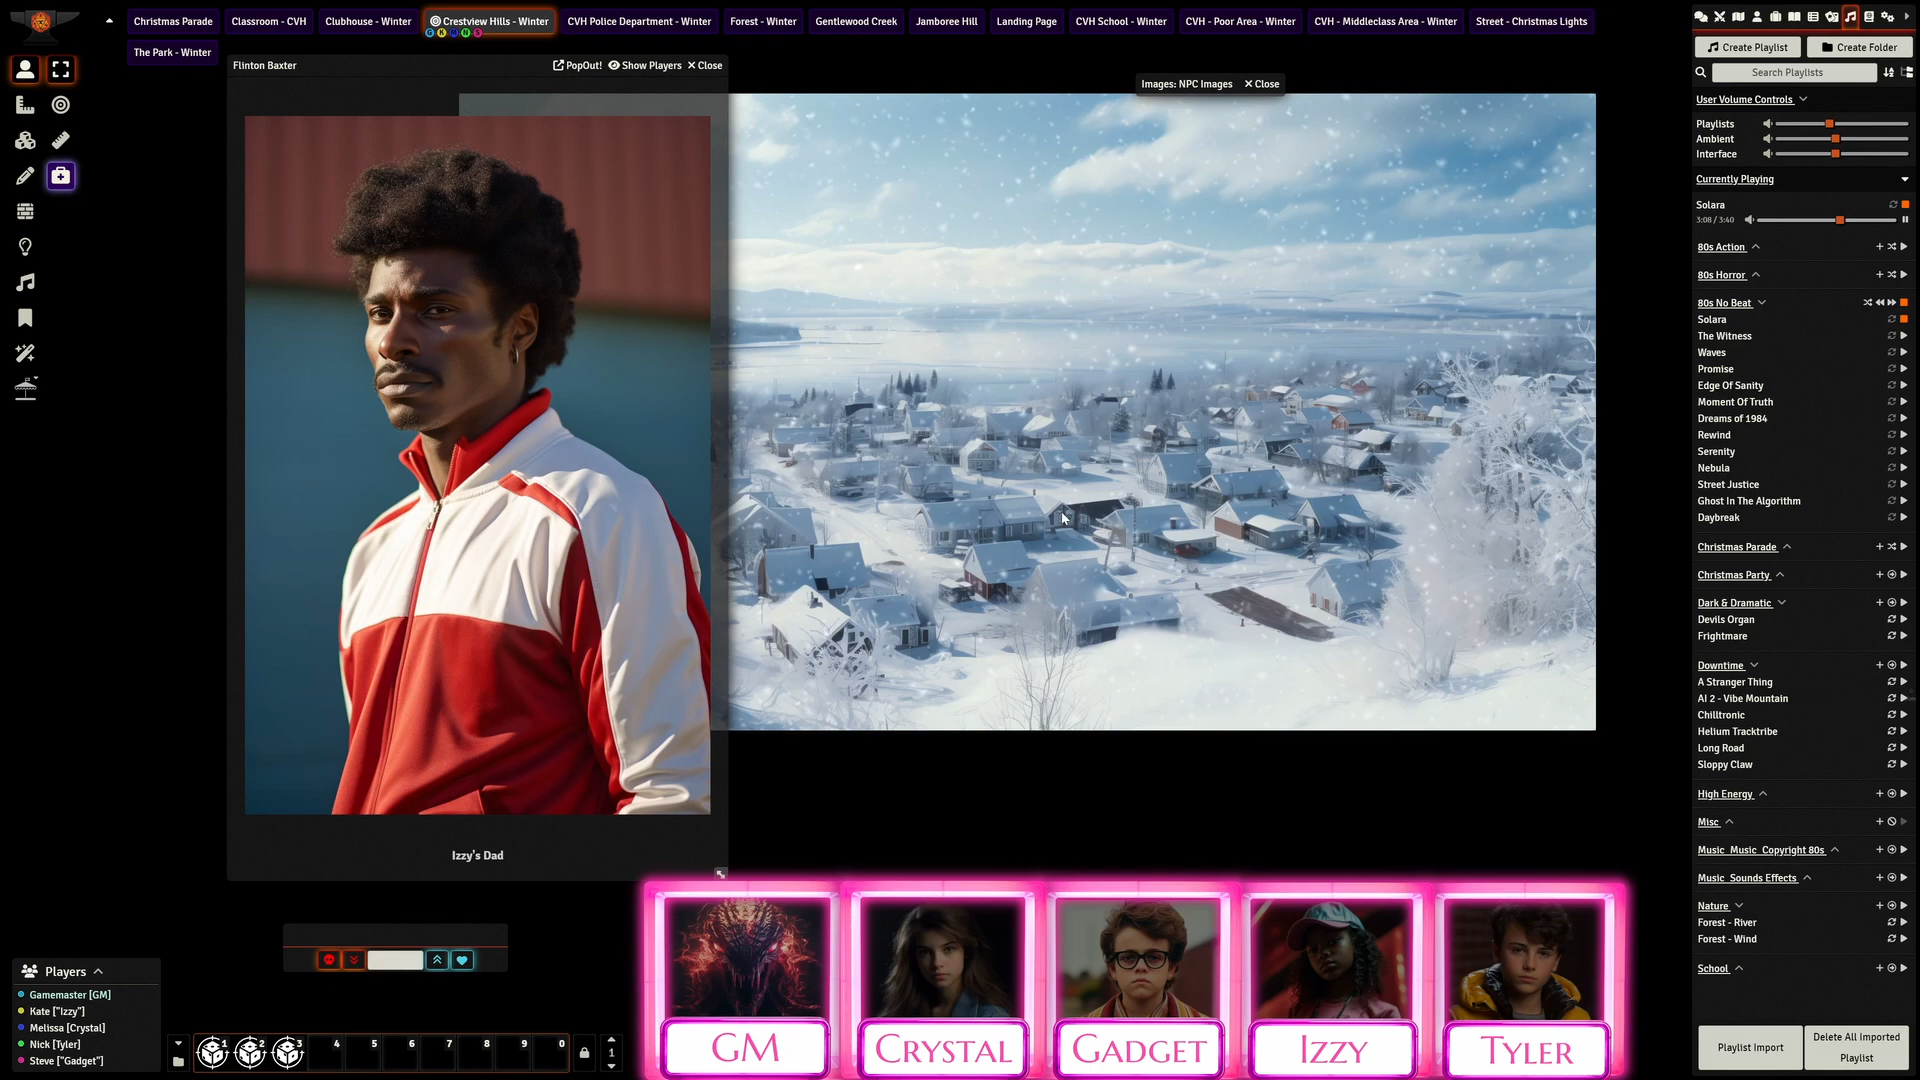 Christmas Parade
Classroom - CVH
Clubhouse - Winter
Crestview Hills - Winter
CVH Police Department - Winter
Forest - Winter
Gentlewood Creek
Jamboree Hill
Landing Page
CVH School - Winter
CVH - Poor Area - Winter
CVH - Middleclass Area - Winter
Street - Christmas Lights
G K M N S
The Park - Winter
Flinton Baxter
PopOut! Show Players Close
Images: NPC Images Close
Izzy's Dad
GM
Crystal
Gadget
Izzy
Tyler
Players
Gamemaster [GM]
Kate ["Izzy"]
Melissa [Crystal]
Nick [Tyler]
Steve ["Gadget"]
1 2 3 4 5 6 7 8 9 0
1
Create Playlist
Create Folder
Search Playlists
User Volume Controls
Playlists
Ambient
Interface
Currently Playing
Solara
3:08 / 3:40
80s Action
80s Horror
80s No Beat
Solara
The Witness
Waves
Promise
Edge Of Sanity
Moment Of Truth
Dreams of 1984
Rewind
Serenity
Nebula
Street Justice
Ghost In The Algorithm
Daybreak
Christmas Parade
Christmas Party
Dark & Dramatic
Devils Organ
Frightmare
Downtime
A Stranger Thing
AI 2 - Vibe Mountain
Chilltronic
Helium Tracktribe
Long Road
Sloppy Claw
High Energy
Misc
Music_Music_Copyright 80s
Music_Sounds Effects
Nature
Forest - River
Forest - Wind
School
Playlist Import
Delete All Imported
Playlist